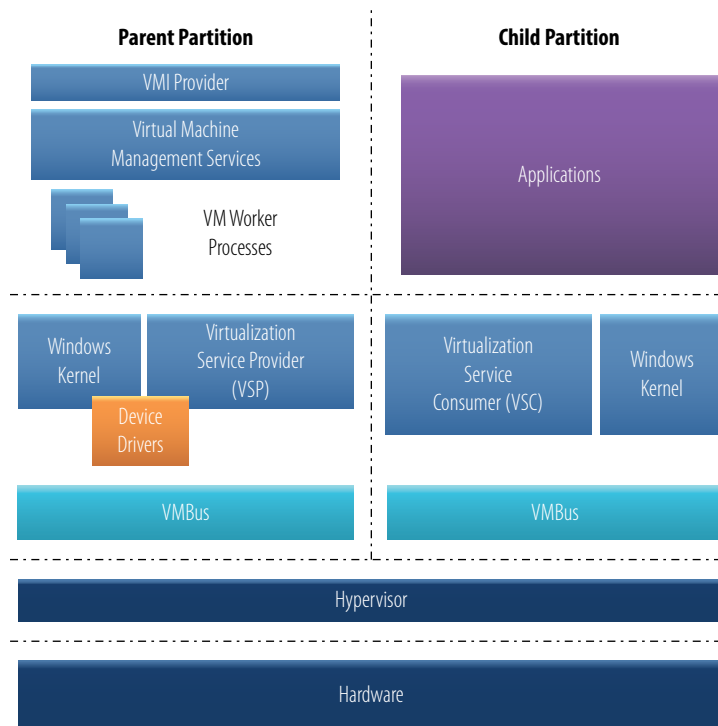 Parent Partition
Child Partition
VMI Provider
Virtual Machine
Management Services
VM Worker
Processes
Applications
Windows
Kernel
Virtualization
Service Provider
(VSP)
Device
Drivers
Virtualization
Service
Consumer (VSC)
Windows
Kernel
VMBus
VMBus
Hypervisor
Hardware